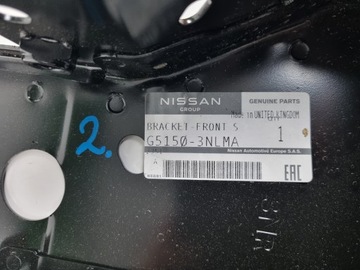 NISSAN
GROUP
GENUINE PARTS
MADE IN UNITED KINGDOM
BRACKET-FRONT S
G5150-3NLMA
1
A
Nissan Automotive Europe S.A.S.
EAC
2.